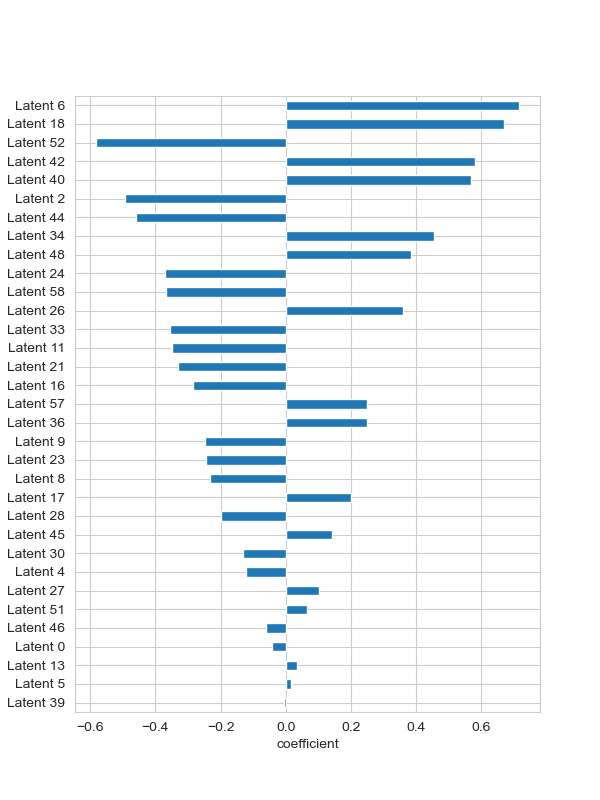 Latent 6
Latent 18
Latent 52
Latent 42
Latent 40
Latent 2
Latent 44
Latent 34
Latent 48
Latent 24
Latent 58
Latent 26
Latent 33
Latent 11
Latent 21
Latent 16
Latent 57
Latent 36
Latent 9
Latent 23
Latent 8
Latent 17
Latent 28
Latent 45
Latent 30
Latent 4
Latent 27
Latent 51
Latent 46
Latent 0
Latent 13
Latent 5
Latent 39
−0.6 −0.4 −0.2 0.0 0.2 0.4 0.6
coefficient